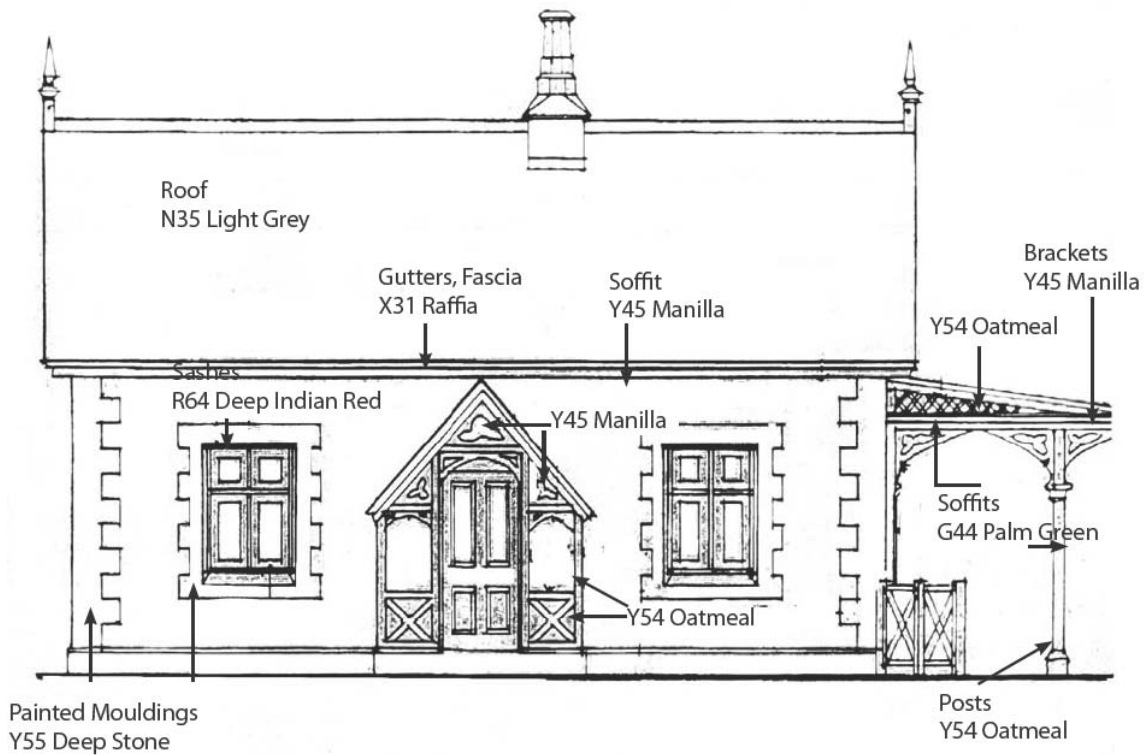 Roof
N35 Light Grey
Gutters, Fascia
X31 Raffia
Soffit
Y45 Manilla
Brackets
Y45 Manilla
Y54 Oatmeal
Sashes
R64 Deep Indian Red
Y45 Manilla
Soffits
G44 Palm Green
Y54 Oatmeal
Painted Mouldings
Y55 Deep Stone
Posts
Y54 Oatmeal